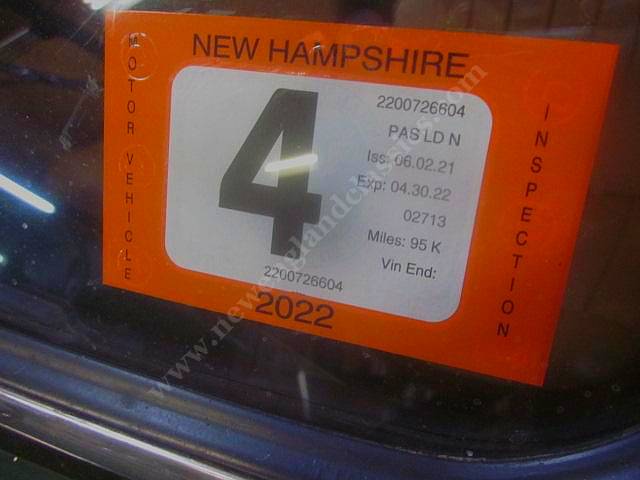 NEW HAMPSHIRE
MOTOR VEHICLE
4
2200726604
PAS LD N
Iss: 06.02.21
Exp: 04.30.22
02713
Miles: 95 K
Vin End:
2200726604
2022
INSPECTION
www.newenglandclassics.com